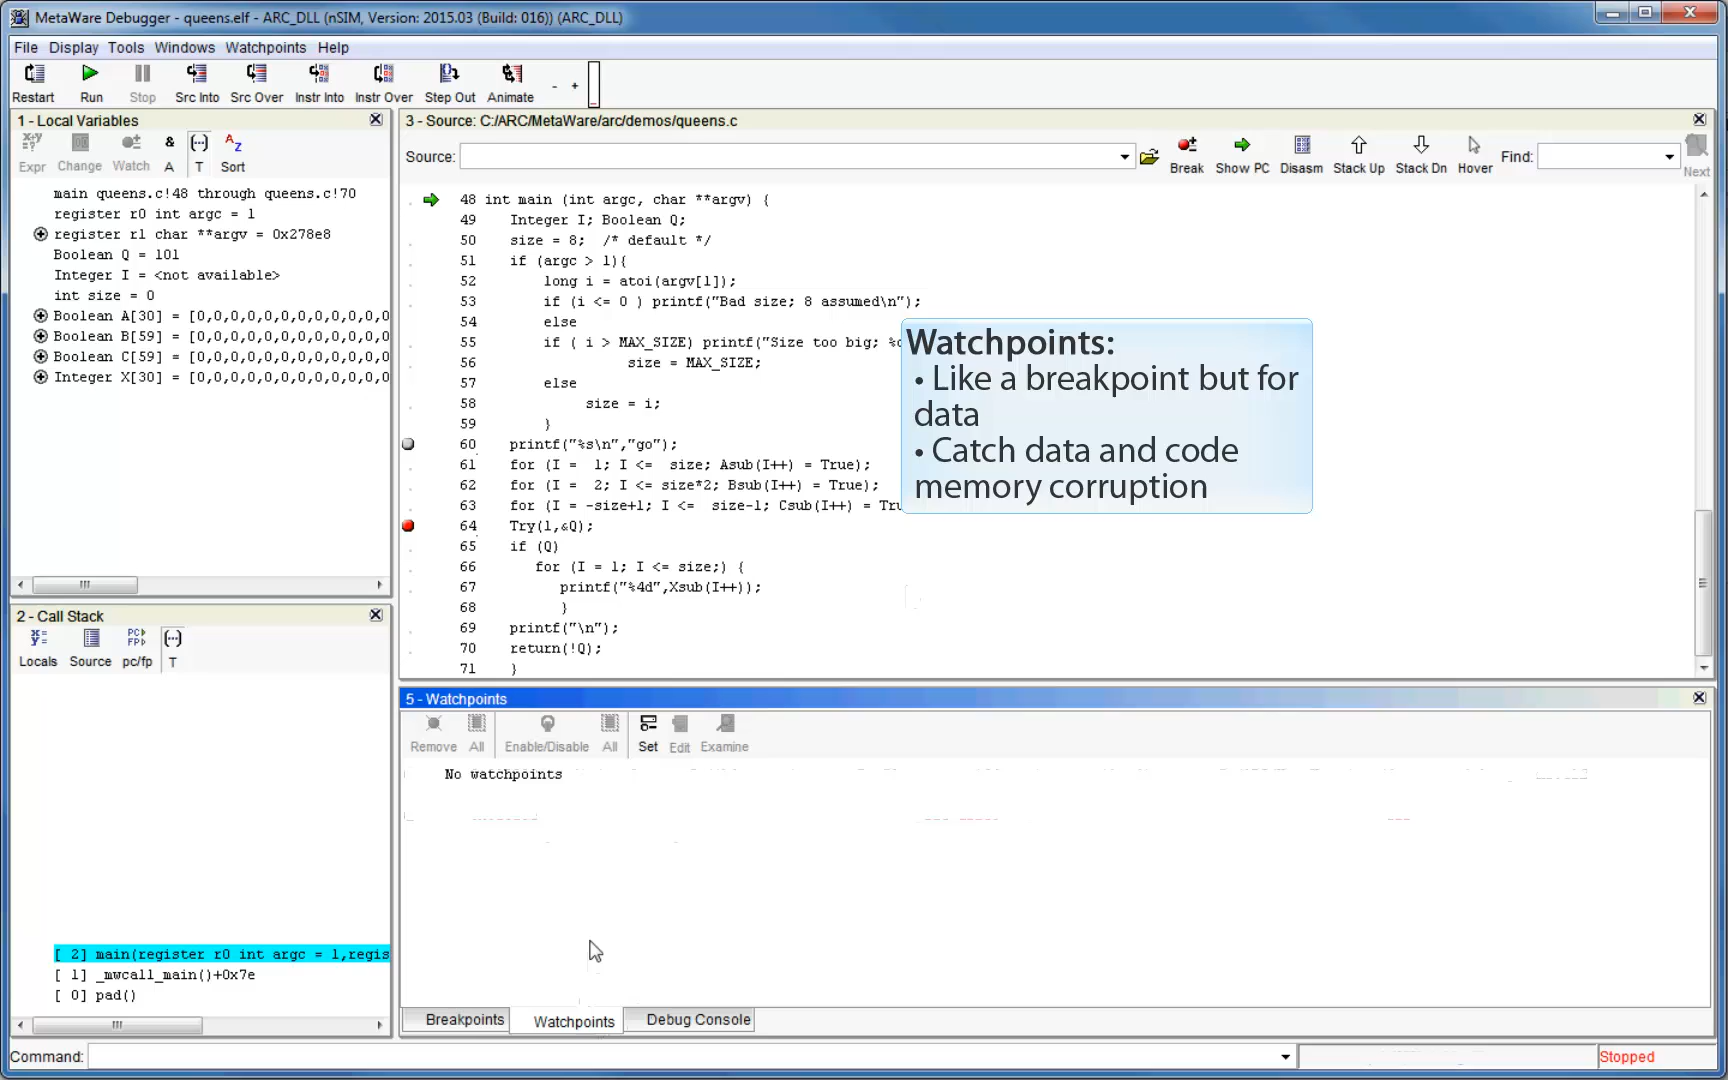 MetaWare Debugger - queens.elf - ARC_DLL (nSIM, Version: 2015.03 (Build: 016)) (ARC_DLL)
File Display Tools Windows Watchpoints Help
Restart Run Stop Src Into Src Over Instr Into Instr Over Step Out Animate - +
1 - Local Variables
Expr Change Watch A T Sort
main queens.c!48 through queens.c!70
register r0 int argc = 1
register r1 char **argv = 0x278e8
Boolean Q = 101
Integer I = <not available>
int size = 0
Boolean A[30] = [0,0,0,0,0,0,0,0,0,0,0,0
Boolean B[59] = [0,0,0,0,0,0,0,0,0,0,0,0
Boolean C[59] = [0,0,0,0,0,0,0,0,0,0,0,0
Integer X[30] = [0,0,0,0,0,0,0,0,0,0,0,0
2 - Call Stack
Locals Source pc/fp T
[ 2] main(register r0 int argc = 1,regis
[ 1] _mwcall_main()+0x7e
[ 0] pad()
3 - Source: C:/ARC/MetaWare/arc/demos/queens.c
Source: Break Show PC Disasm Stack Up Stack Dn Hover Find: Next
48 int main (int argc, char **argv) {
49 Integer I; Boolean Q;
50 size = 8; /* default */
51 if (argc > 1){
52 long i = atoi(argv[1]);
53 if (i <= 0 ) printf("Bad size; 8 assumed\n");
54 else
55 if ( i > MAX_SIZE) printf("Size too big; %
56 size = MAX_SIZE;
57 else
58 size = i;
59 }
60 printf("%s\n","go");
61 for (I = 1; I <= size; Asub(I++) = True);
62 for (I = 2; I <= size*2; Bsub(I++) = True);
63 for (I = -size+1; I <= size-1; Csub(I++) = Tru
64 Try(1,&Q);
65 if (Q)
66 for (I = 1; I <= size;) {
67 printf("%4d",Xsub(I++));
68 }
69 printf("\n");
70 return(!Q);
71 }
Watchpoints:
• Like a breakpoint but for
data
• Catch data and code
memory corruption
5 - Watchpoints
Remove All Enable/Disable All Set Edit Examine
No watchpoints
Breakpoints Watchpoints Debug Console
Command:
Stopped